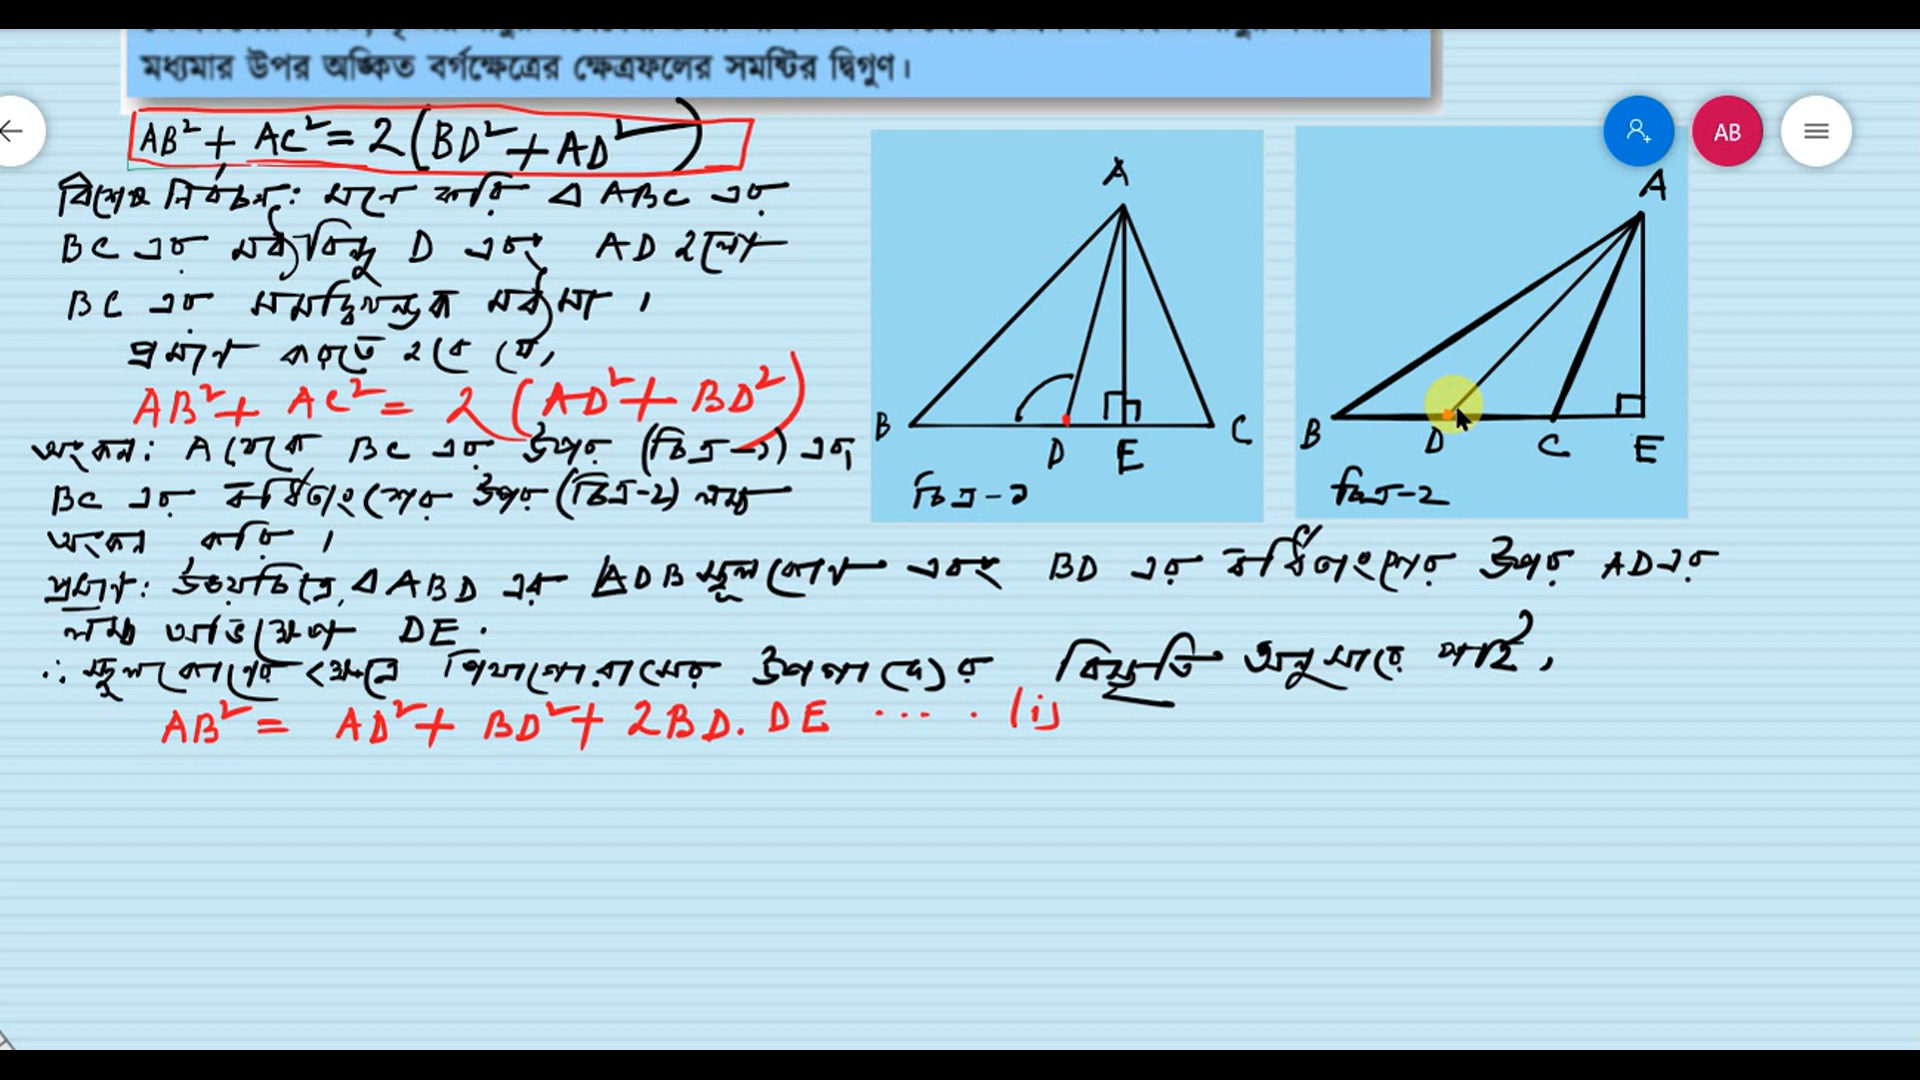 মধ্যমার উপর অঙ্কিত বর্গক্ষেত্রের ক্ষেত্রফলের সমষ্টির দ্বিগুণ।
AB² + AC² = 2(BD² + AD²)
বিশেষ নির্বচন: মনে করি Δ ABC এর
BC এর মধ্যবিন্দু D এবং AD হলো
BC এর সমদ্বিখন্ডক মধ্যমা।
প্রমাণ করতে হবে যে,
AB² + AC² = 2 (AD² + BD²)
অংকন: A থেকে BC এর উপর (চিত্র-১) এবং
BC এর বর্ধিতাংশের উপর (চিত্র-২) লম্ব
অংকন করি।
প্রমাণ: উভয়চিত্রে, Δ ABD এর ∠ADB স্থূলকোণ এবং BD এর বর্ধিতাংশের উপর AD এর
লম্ব অভিক্ষেপ DE.
∴ স্থূলকোণের ক্ষেত্রে পিথাগোরাসের উপপাদ্যের বিস্তৃতি অনুসারে পাই,
AB² = AD² + BD² + 2BD. DE ... . (i)
A
B
D
E
C
চিত্র-১
A
B
D
C
E
চিত্র-২
AB